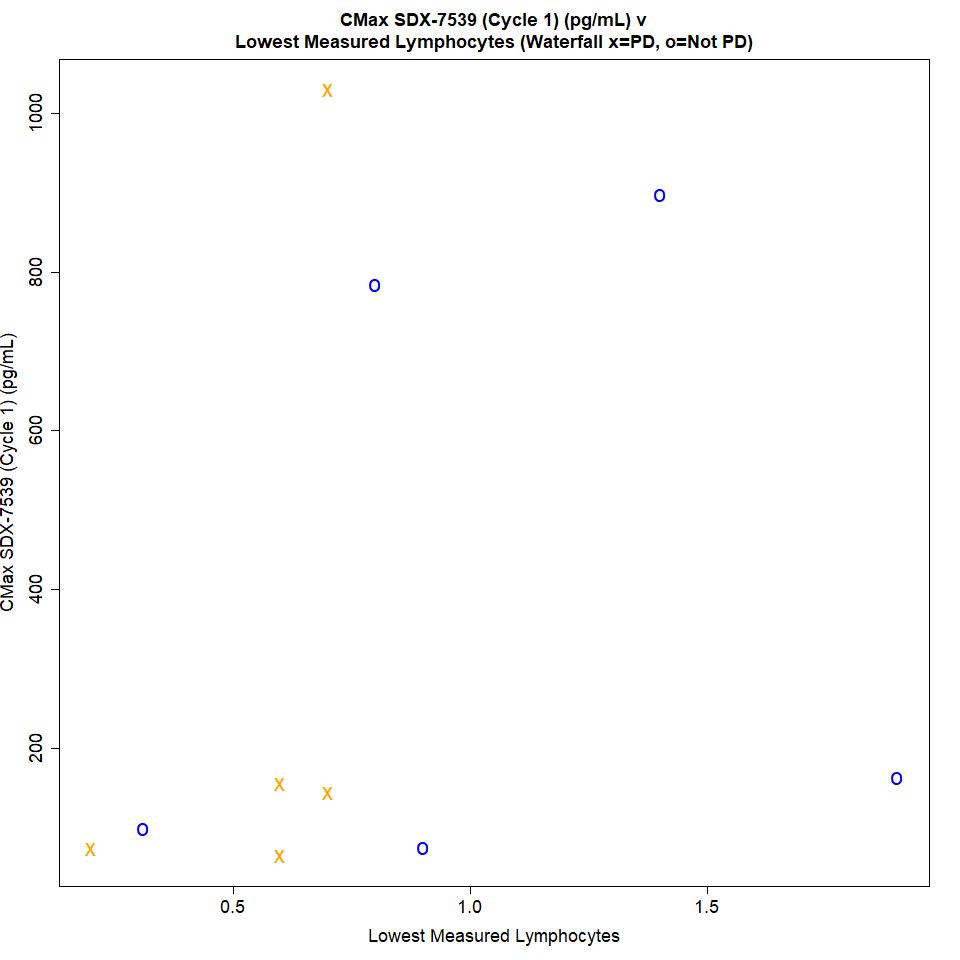 CMax SDX-7539 (Cycle 1) (pg/mL) v
Lowest Measured Lymphocytes (Waterfall x=PD, o=Not PD)
CMax SDX-7539 (Cycle 1) (pg/mL)
1000
800
600
400
200
x
o
o
x
x
o
x
o
x
o
0.5
1.0
1.5
Lowest Measured Lymphocytes